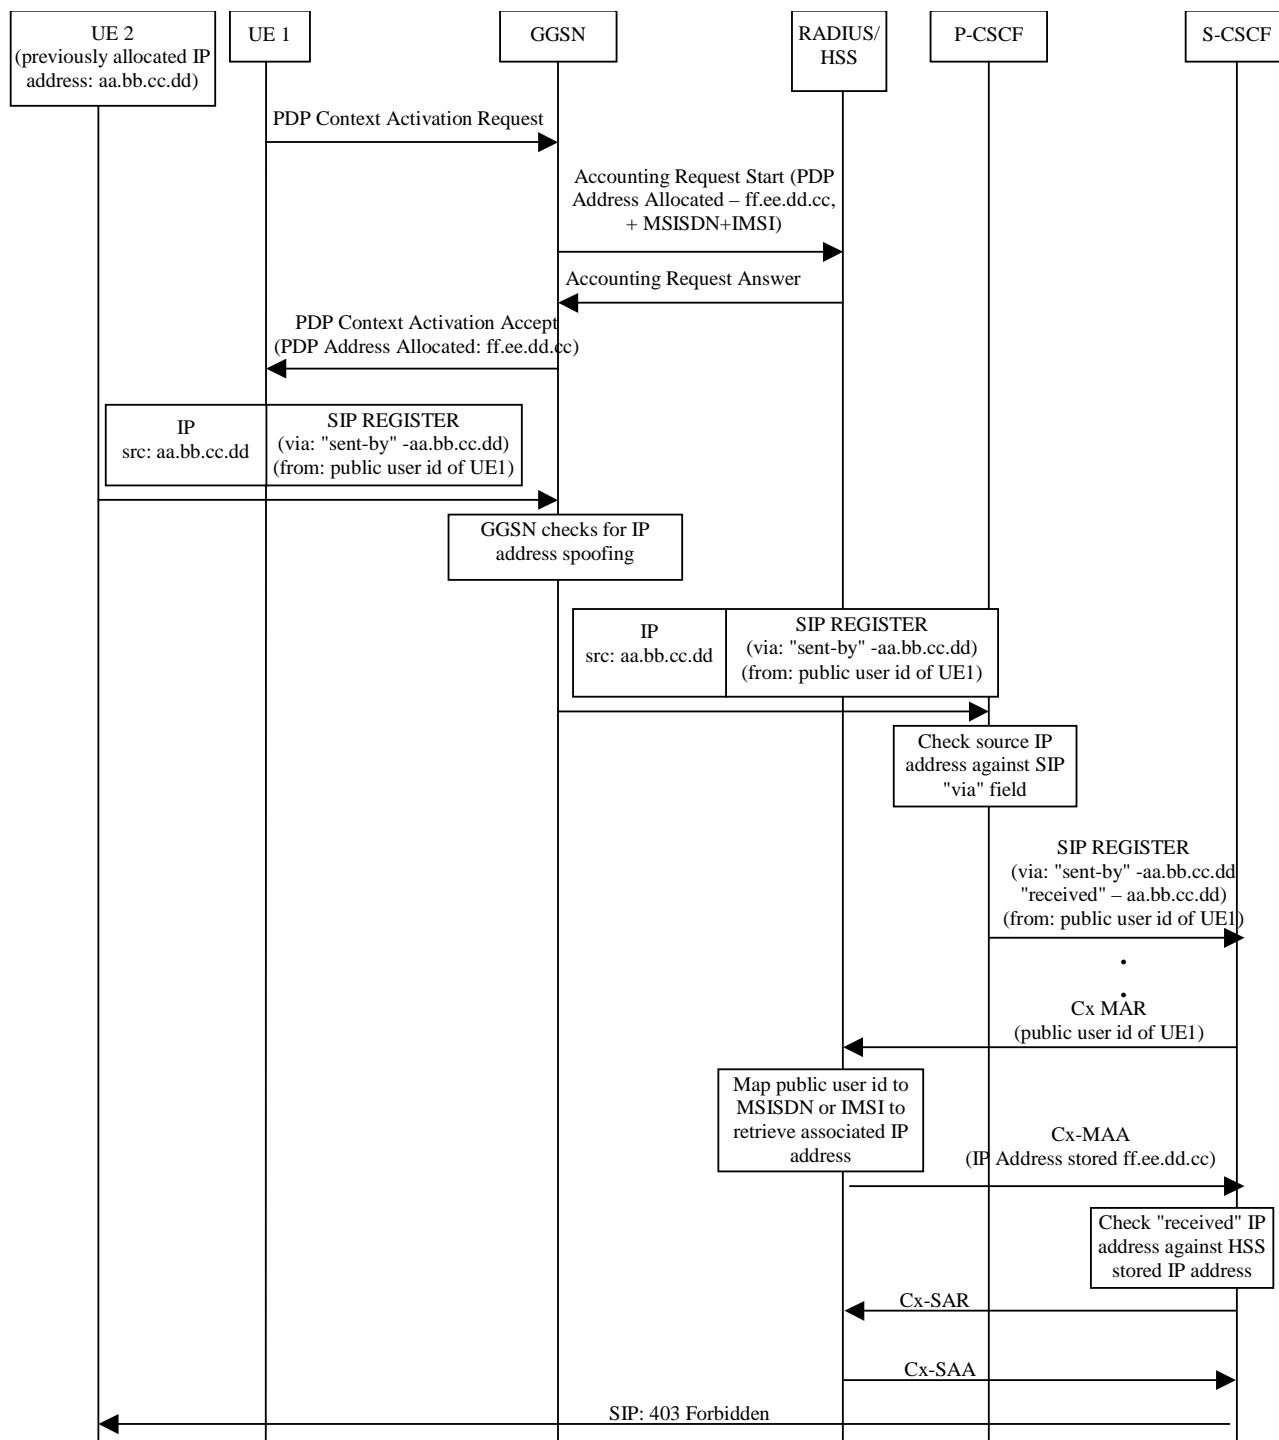 UE 2
(previously allocated IP
address: aa.bb.cc.dd)
UE 1
GGSN
RADIUS/
HSS
P-CSCF
S-CSCF
PDP Context Activation Request
Accounting Request Start (PDP
Address Allocated – ff.ee.dd.cc,
+ MSISDN+IMSI)
Accounting Request Answer
PDP Context Activation Accept
(PDP Address Allocated: ff.ee.dd.cc)
IP
src: aa.bb.cc.dd
SIP REGISTER
(via: "sent-by" -aa.bb.cc.dd)
(from: public user id of UE1)
GGSN checks for IP
address spoofing
IP
src: aa.bb.cc.dd
SIP REGISTER
(via: "sent-by" -aa.bb.cc.dd)
(from: public user id of UE1)
Check source IP
address against SIP
"via" field
SIP REGISTER
(via: "sent-by" -aa.bb.cc.dd
"received" – aa.bb.cc.dd)
(from: public user id of UE1)
.
.
Cx MAR
(public user id of UE1)
Map public user id to
MSISDN or IMSI to
retrieve associated IP
address
Cx-MAA
(IP Address stored ff.ee.dd.cc)
Check "received" IP
address against HSS
stored IP address
Cx-SAR
Cx-SAA
SIP: 403 Forbidden